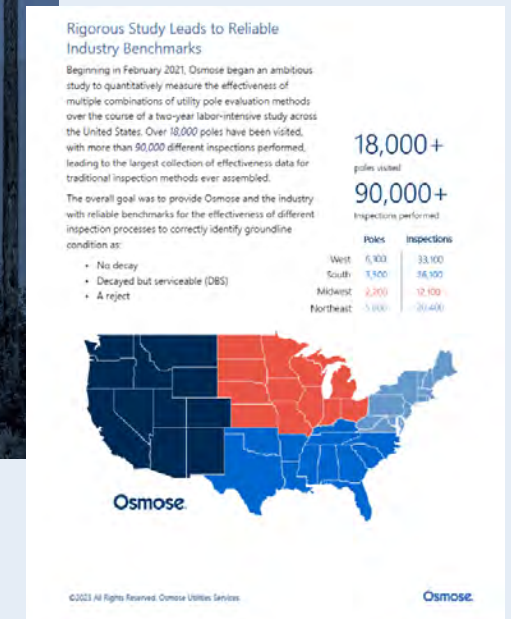 Rigorous Study Leads to Reliable
Industry Benchmarks
Beginning in February 2021, Osmose began an ambitious
study to quantitatively measure the effectiveness of
multiple combinations of utility pole evaluation methods
over the course of a two-year labor-intensive study across
the United States. Over 18,000 poles have been visited,
with more than 90,000 different inspections performed,
leading to the largest collection of effectiveness data for
traditional inspection methods ever assembled.
The overall goal was to provide Osmose and the industry
with reliable benchmarks for the effectiveness of different
inspection processes to correctly identify groundline
condition as:
• No decay
• Decayed but serviceable (DBS)
• A reject
18,000+
poles visited
90,000+
Inspections performed
Poles Inspections
West 6,100 33,100
South
Midwest 2,200 12,100
Northeast 20,400
Osmose
©2023 All Rights Reserved. Osmose Utilities Services
Osmose